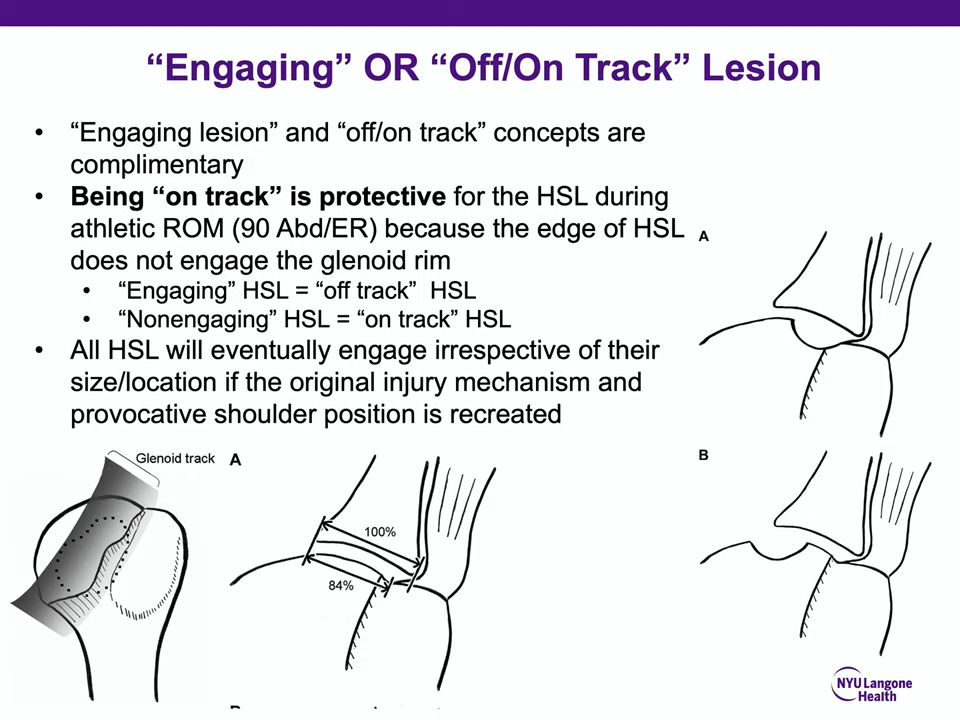 “Engaging” OR “Off/On Track” Lesion
• “Engaging lesion” and “off/on track” concepts are
complimentary
• Being “on track” is protective for the HSL during
athletic ROM (90 Abd/ER) because the edge of HSL
does not engage the glenoid rim
• “Engaging” HSL = “off track” HSL
• “Nonengaging” HSL = “on track” HSL
• All HSL will eventually engage irrespective of their
size/location if the original injury mechanism and
provocative shoulder position is recreated
A
B
Glenoid track
A
100%
84%
NYU Langone
Health